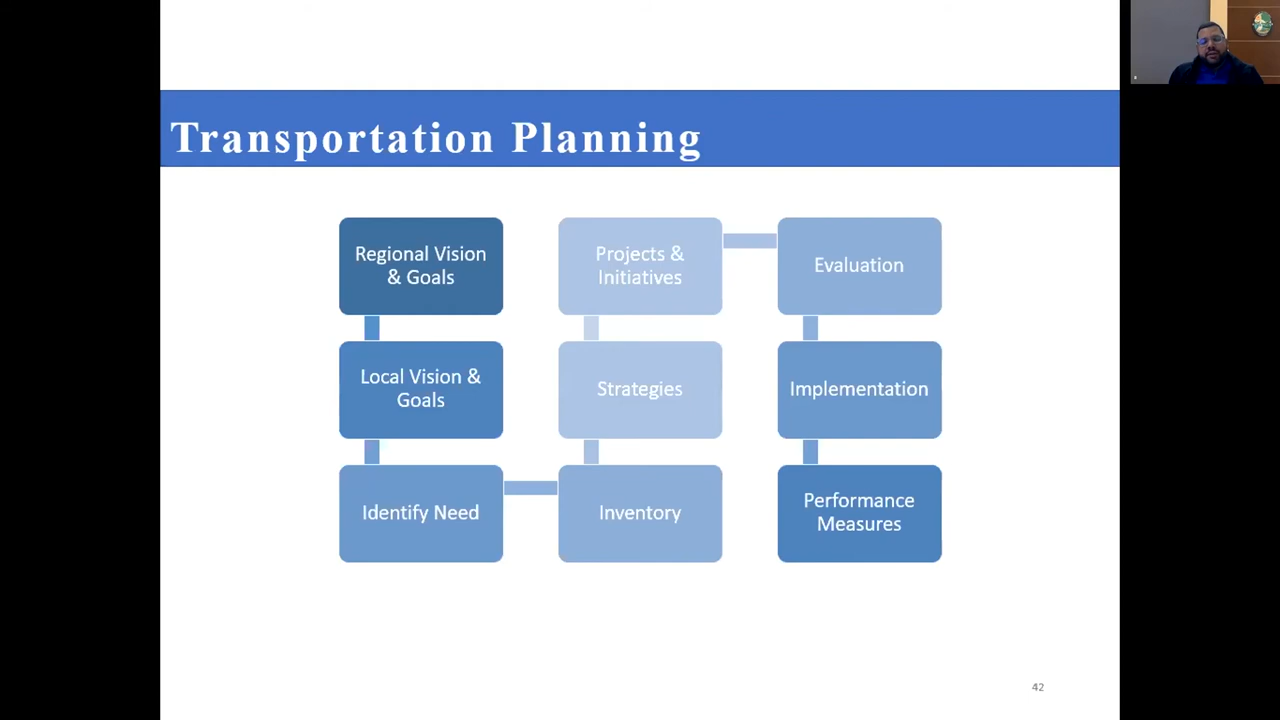 Transportation Planning
Regional Vision
& Goals
Local Vision &
Goals
Identify Need
Projects &
Initiatives
Strategies
Inventory
Evaluation
Implementation
Performance
Measures
42